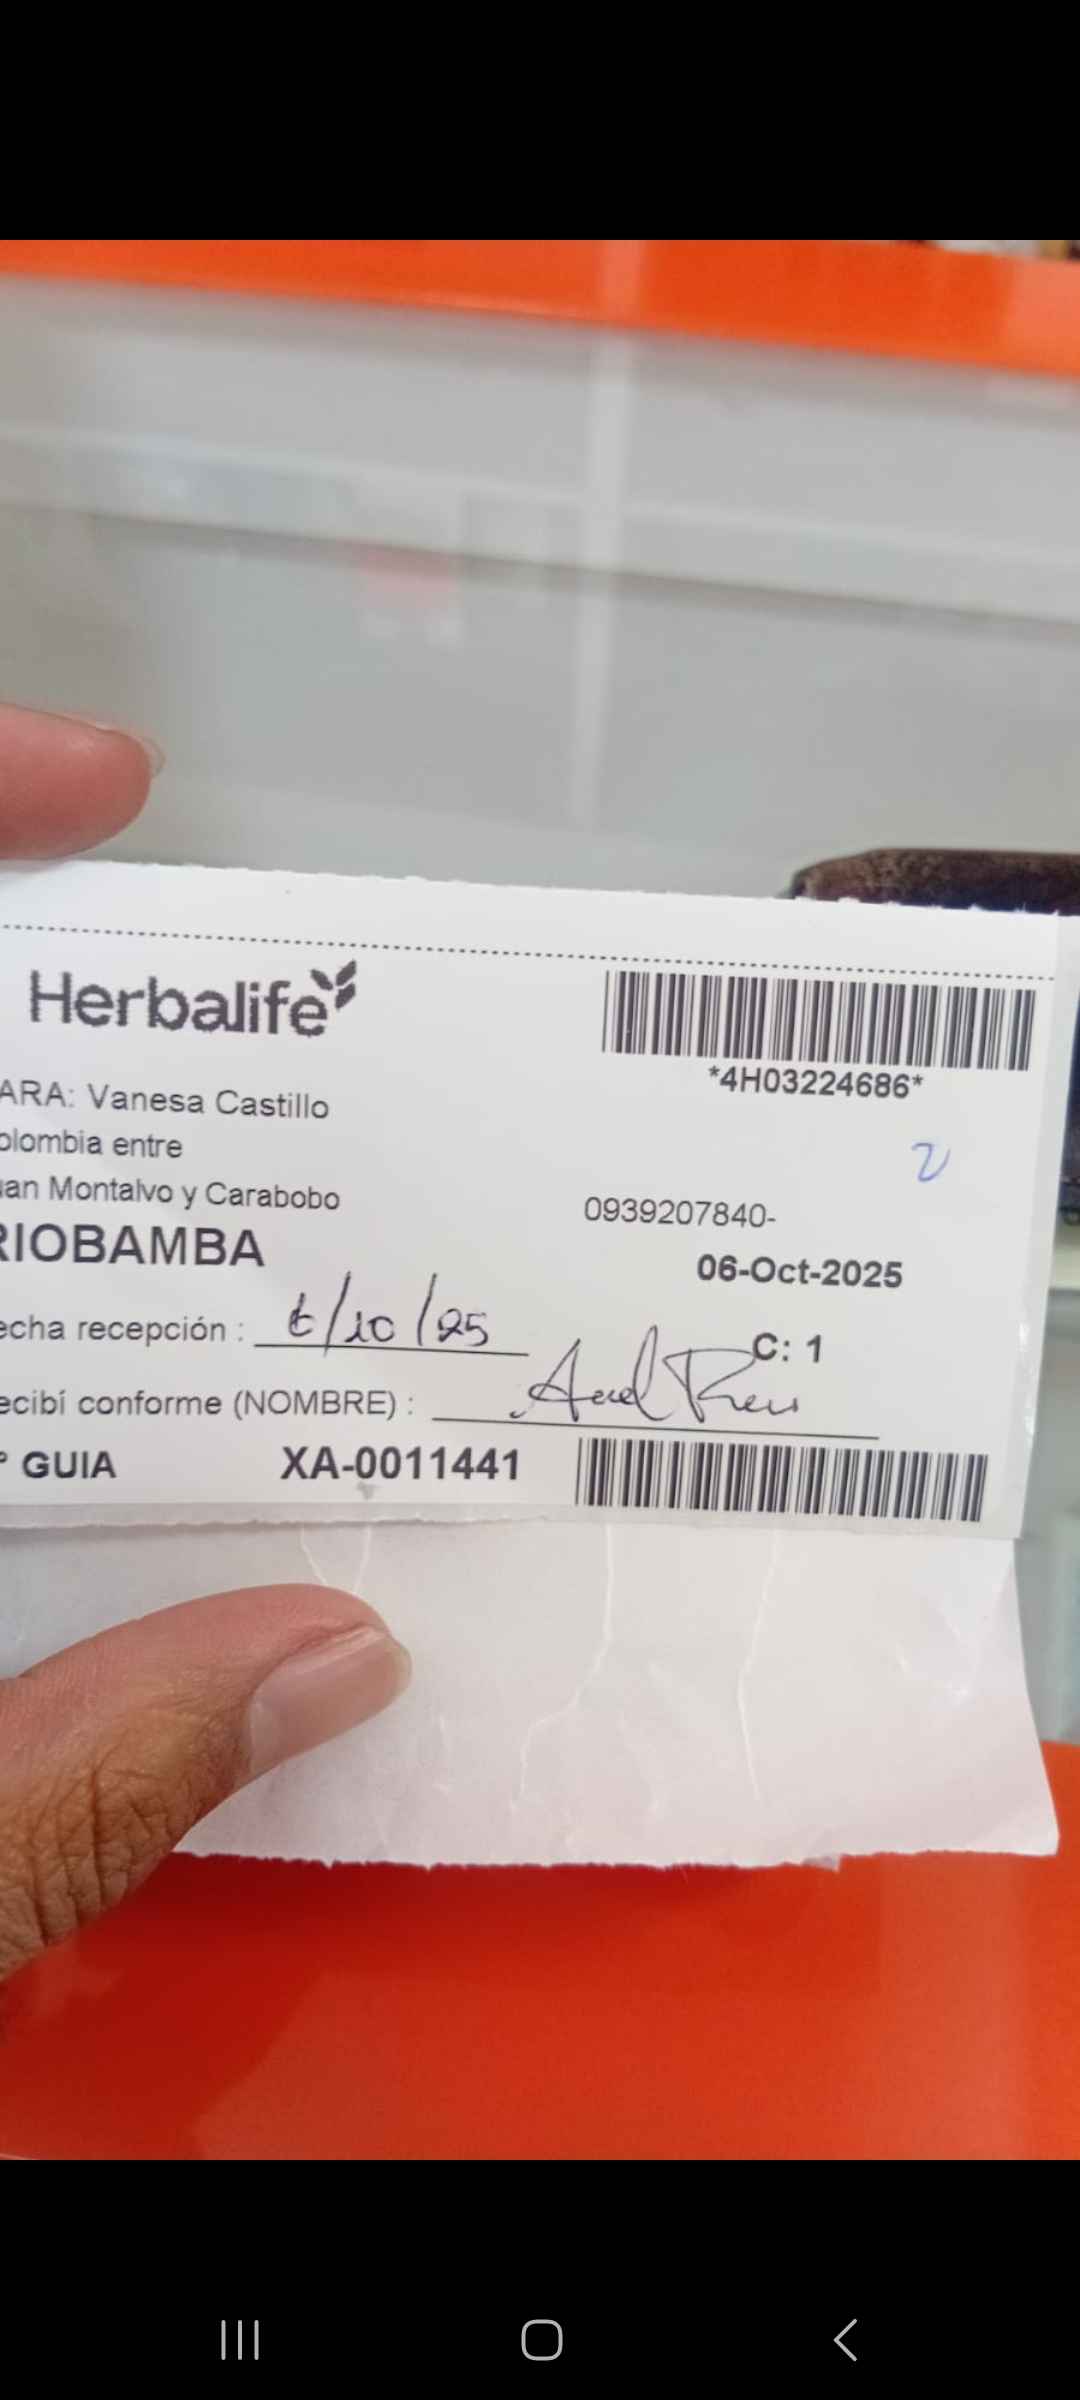 Herbalife
*4H03224686*
ARA: Vanesa Castillo
olombia entre
uan Montalvo y Carabobo
0939207840-
RIOBAMBA
06-Oct-2025
echa recepción : 6/10/25
C: 1
ecibí conforme (NOMBRE) :
° GUIA XA-0011441